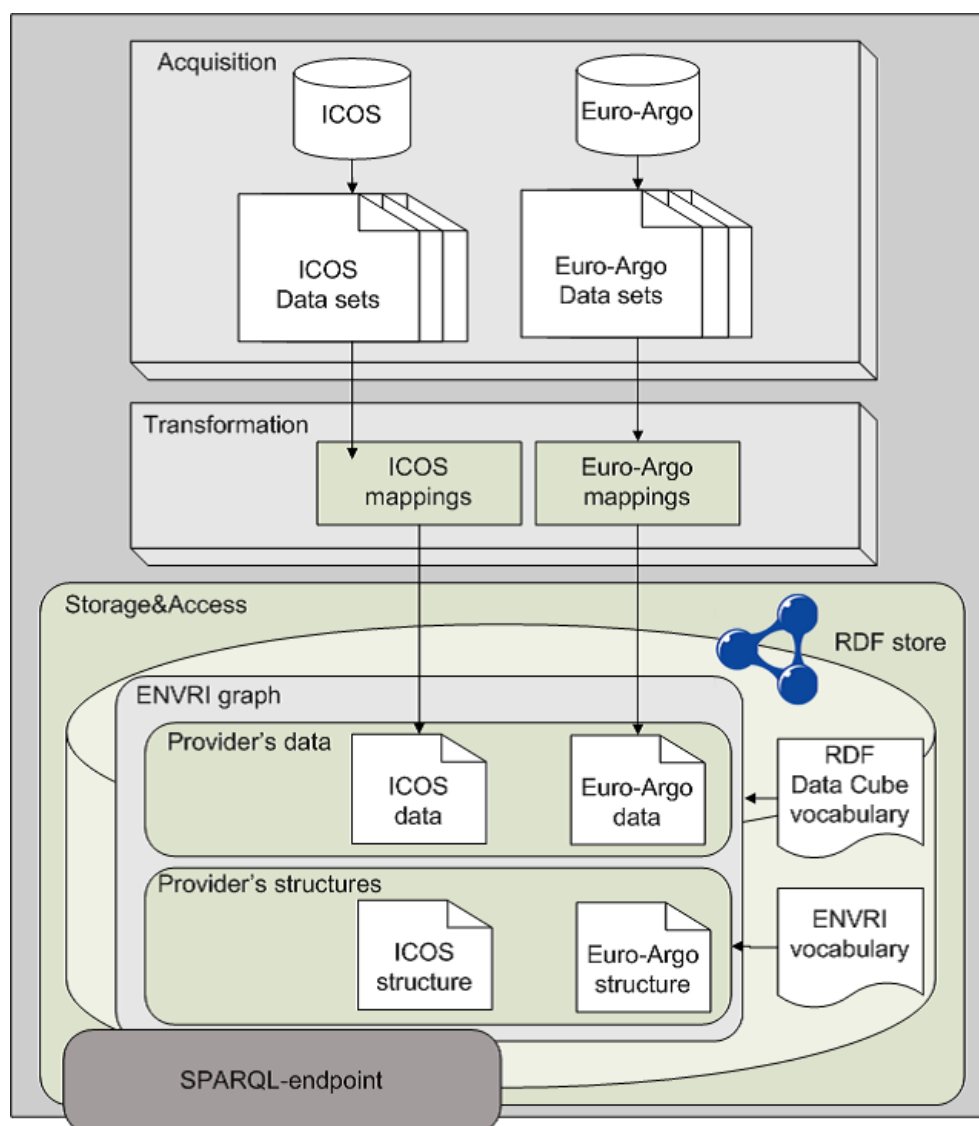 Acquisition
ICOS
Euro-Argo
ICOS
Data sets
Euro-Argo
Data sets
Transformation
ICOS
mappings
Euro-Argo
mappings
Storage&Access
RDF store
ENVRI graph
Provider's data
ICOS
data
Euro-Argo
data
RDF
Data Cube
vocabulary
Provider's structures
ICOS
structure
Euro-Argo
structure
ENVRI
vocabulary
SPARQL-endpoint